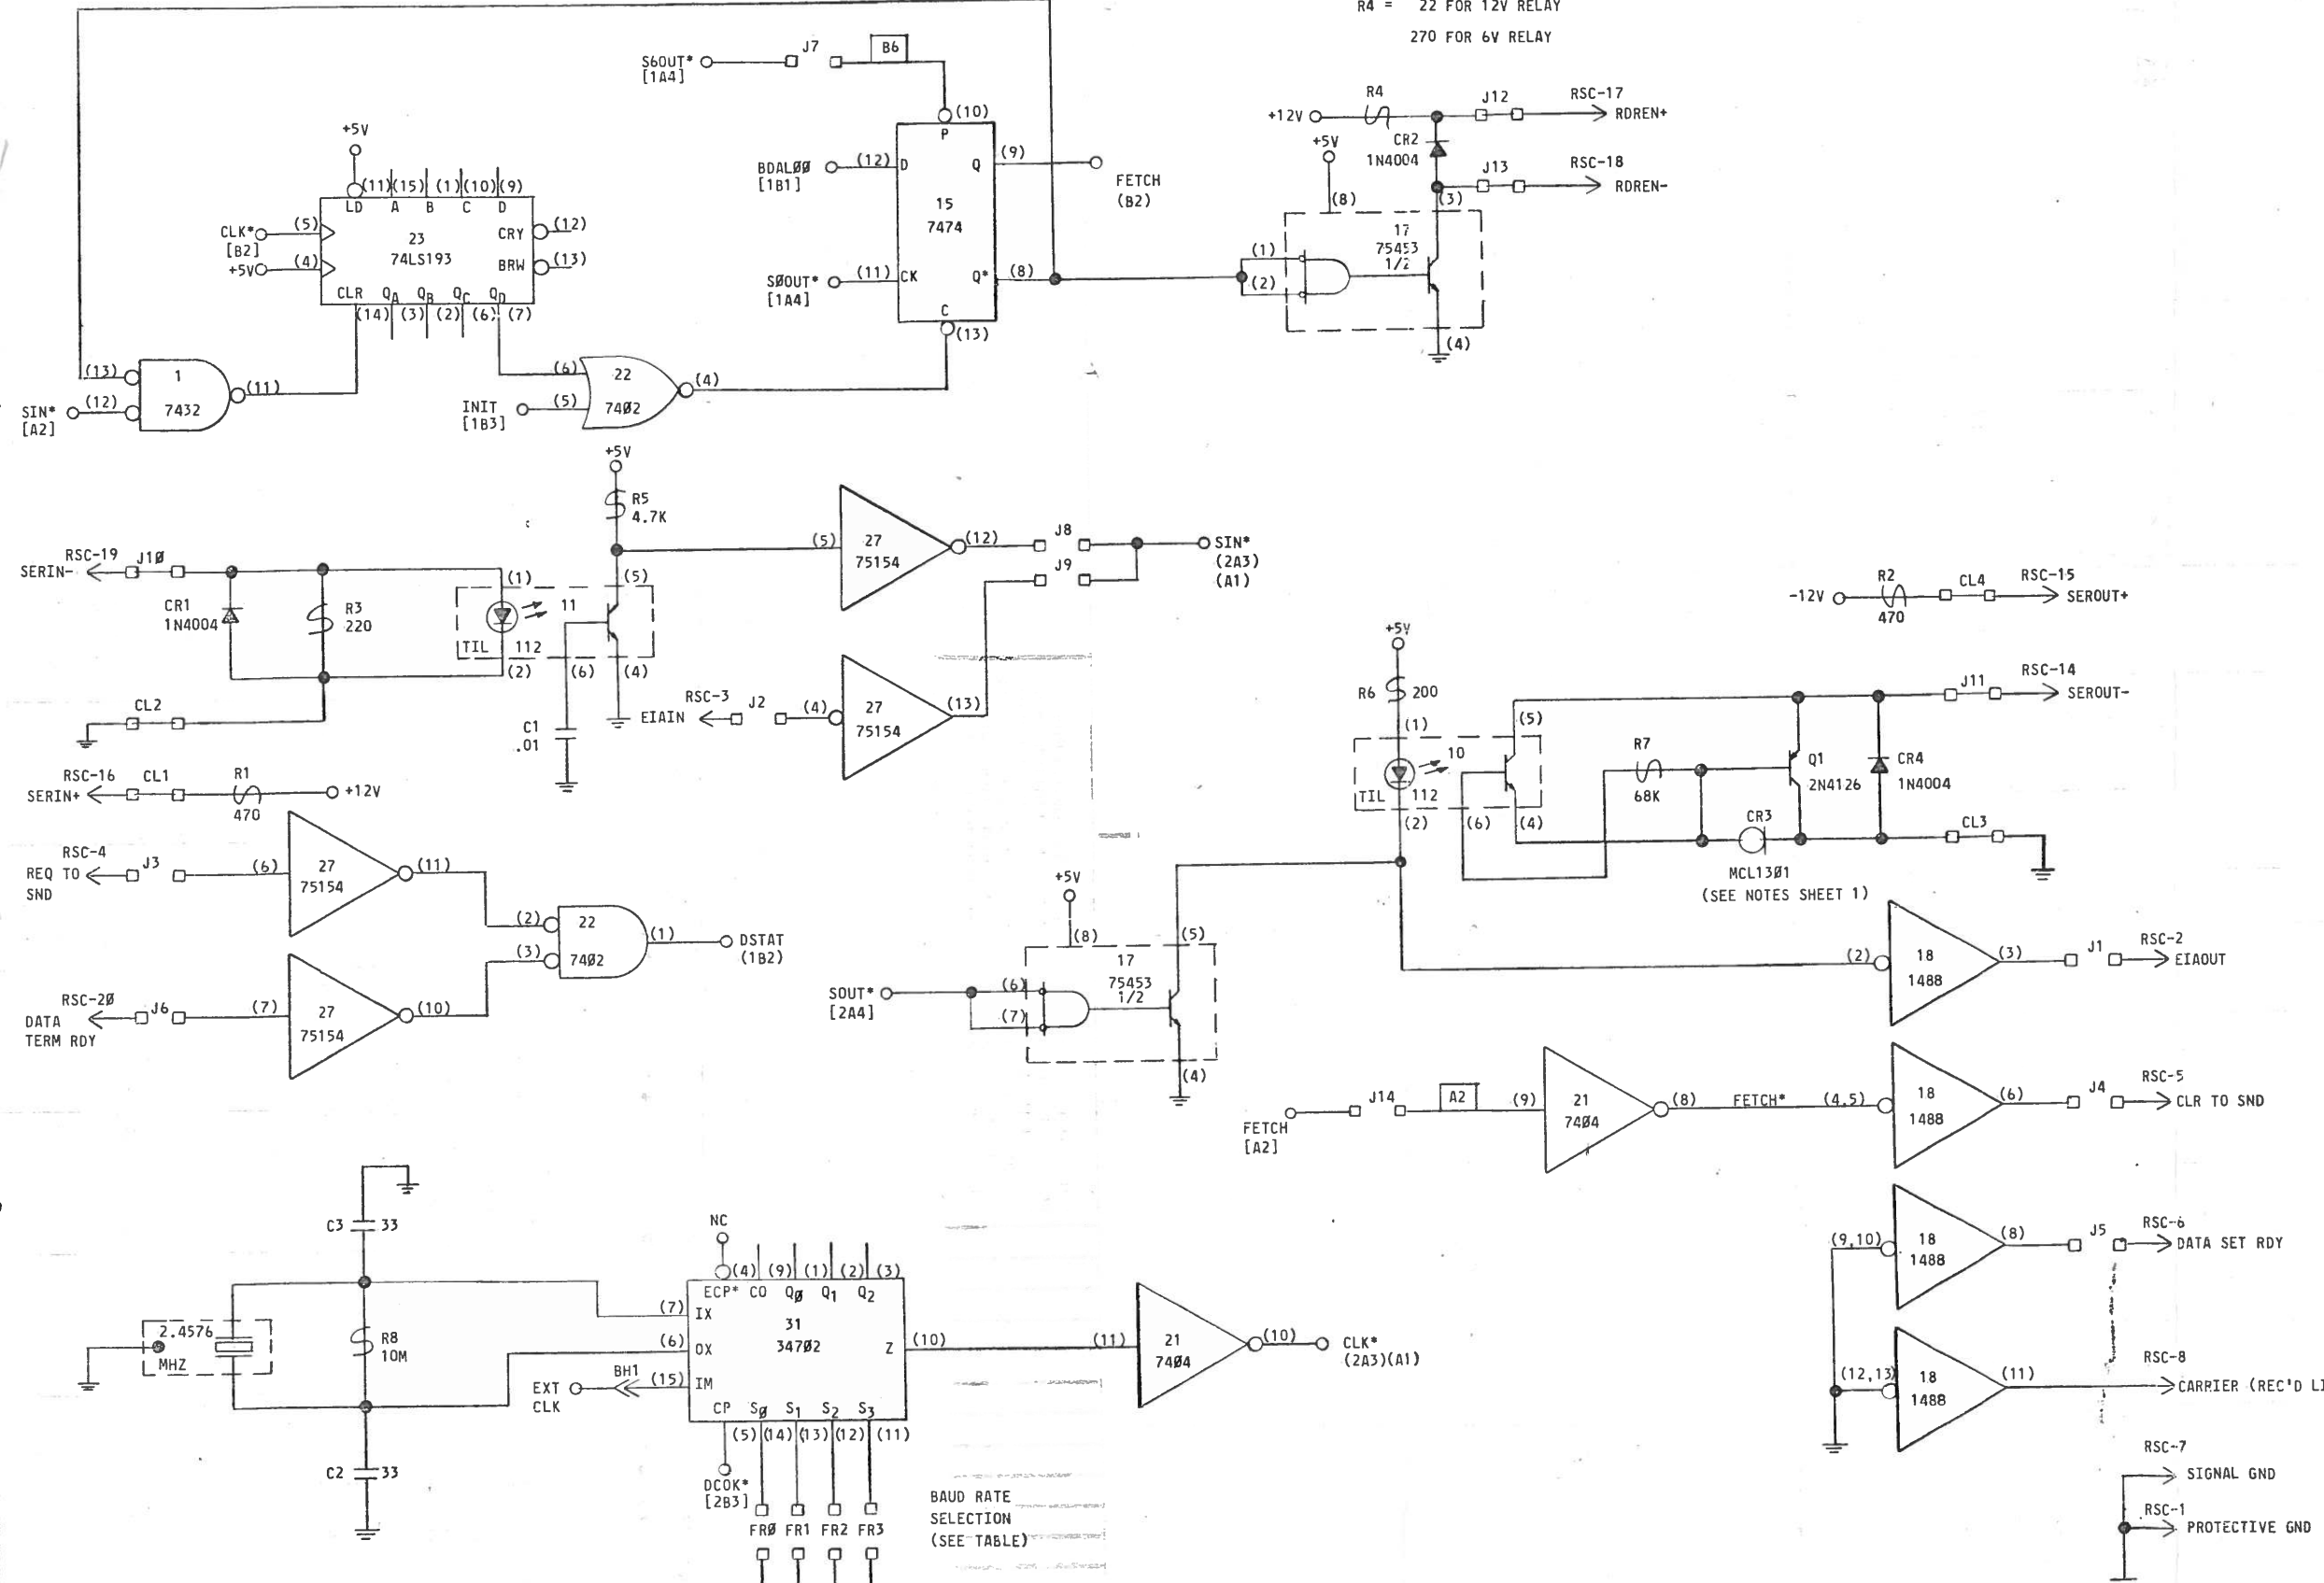 R4 = 22 FOR 12V RELAY
270 FOR 6V RELAY
S6OUT*
[1A4]
J7
B6
(10)
P
BDALØØ
[1B1]
(12)
D
Q
(9)
FETCH
(B2)
15
7474
SØOUT*
[1A4]
(11)
CK
Q*
(8)
C
(13)
+12V
R4
J12
RSC-17
RDREN+
+5V
CR2
1N4004
J13
RSC-18
RDREN-
(8)
(3)
17
75453
1/2
(1)
(2)
(4)
+5V
(11)
(15)
(1)
(10)
(9)
LD
A
B
C
D
CLK*
[B2]
(5)
+5V
(4)
23
74LS193
CRY
(12)
BRW
(13)
CLR
QA
QB
QC
QD
(14)
(3)
(2)
(6)
(7)
(13)
SIN*
[A2]
(12)
1
7432
(11)
(6)
INIT
[1B3]
(5)
22
74Ø2
(4)
+5V
R5
4.7K
RSC-19
SERIN-
J1Ø
CR1
1N4004
R3
220
(1)
11
(5)
TIL
112
(2)
(6)
(4)
CL2
C1
.01
(5)
27
75154
(12)
J8
J9
SIN*
(2A3)
(A1)
RSC-3
EIAIN
J2
(4)
27
75154
(13)
RSC-16
SERIN+
CL1
R1
470
+12V
RSC-4
REQ TO
SND
J3
(6)
27
75154
(11)
(2)
(3)
22
74Ø2
(1)
DSTAT
(1B2)
RSC-2Ø
DATA
TERM RDY
J6
(7)
27
75154
(10)
-12V
R2
470
CL4
RSC-15
SEROUT+
+5V
R6
200
(1)
10
(5)
TIL
112
(2)
(6)
(4)
R7
68K
Q1
2N4126
CR4
1N4004
J11
RSC-14
SEROUT-
CR3
MCL13Ø1
(SEE NOTES SHEET 1)
CL3
+5V
(8)
(5)
17
75453
1/2
SOUT*
[2A4]
(6)
(7)
(4)
(2)
18
1488
(3)
J1
RSC-2
EIAOUT
FETCH
[A2]
J14
A2
(9)
21
74Ø4
(8)
FETCH*
(4,5)
18
1488
(6)
J4
RSC-5
CLR TO SND
(9,10)
18
1488
(8)
J5
RSC-6
DATA SET RDY
(12,13)
18
1488
(11)
RSC-8
CARRIER (REC'D
RSC-7
SIGNAL GND
RSC-1
PROTECTIVE GND
C3
33
2.4576
MHZ
R8
10M
C2
33
NC
(4)
(9)
(1)
(2)
(3)
ECP*
CO
QØ
Q1
Q2
(7)
IX
(6)
OX
31
347Ø2
Z
(10)
EXT
CLK
BH1
(15)
IM
CP
SØ
S1
S2
S3
(5)
(14)
(13)
(12)
(11)
DCOK*
[2B3]
FRØ
FR1
FR2
FR3
BAUD RATE
SELECTION
(SEE TABLE)
(11)
21
74Ø4
(10)
CLK*
(2A3)(A1)